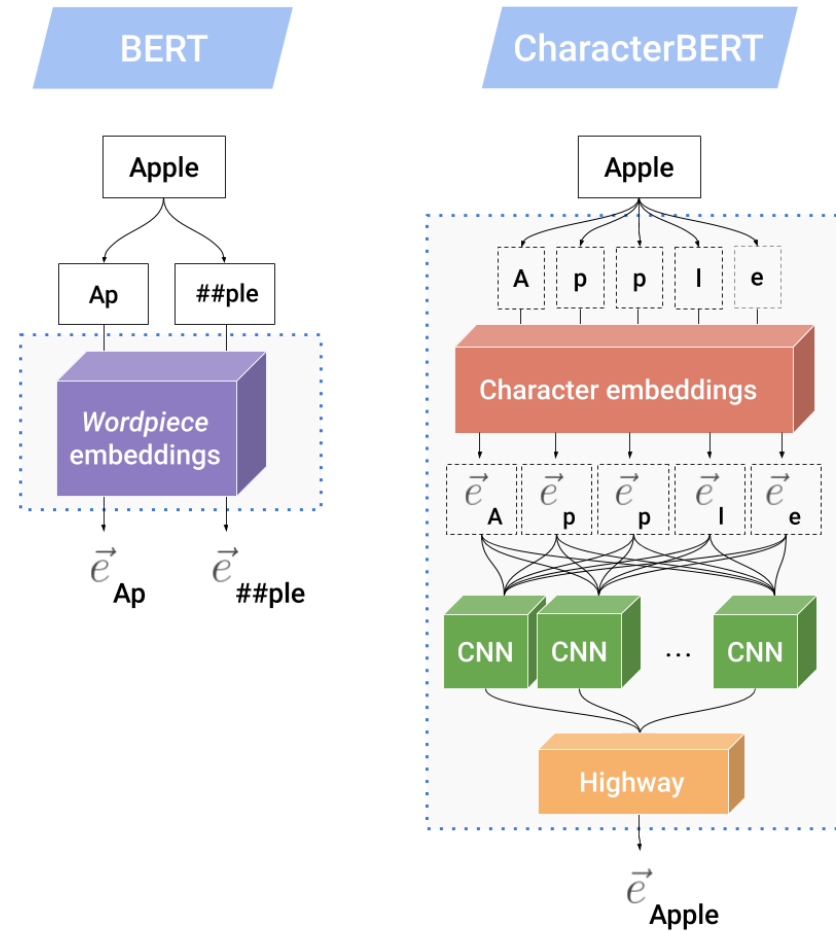 BERT
Apple
Ap
##ple
Wordpiece
embeddings
e⃗ Ap
e⃗ ##ple
CharacterBERT
Apple
A p p l e
Character embeddings
e⃗ A e⃗ p e⃗ p e⃗ l e⃗ e
CNN CNN ... CNN
Highway
e⃗ Apple